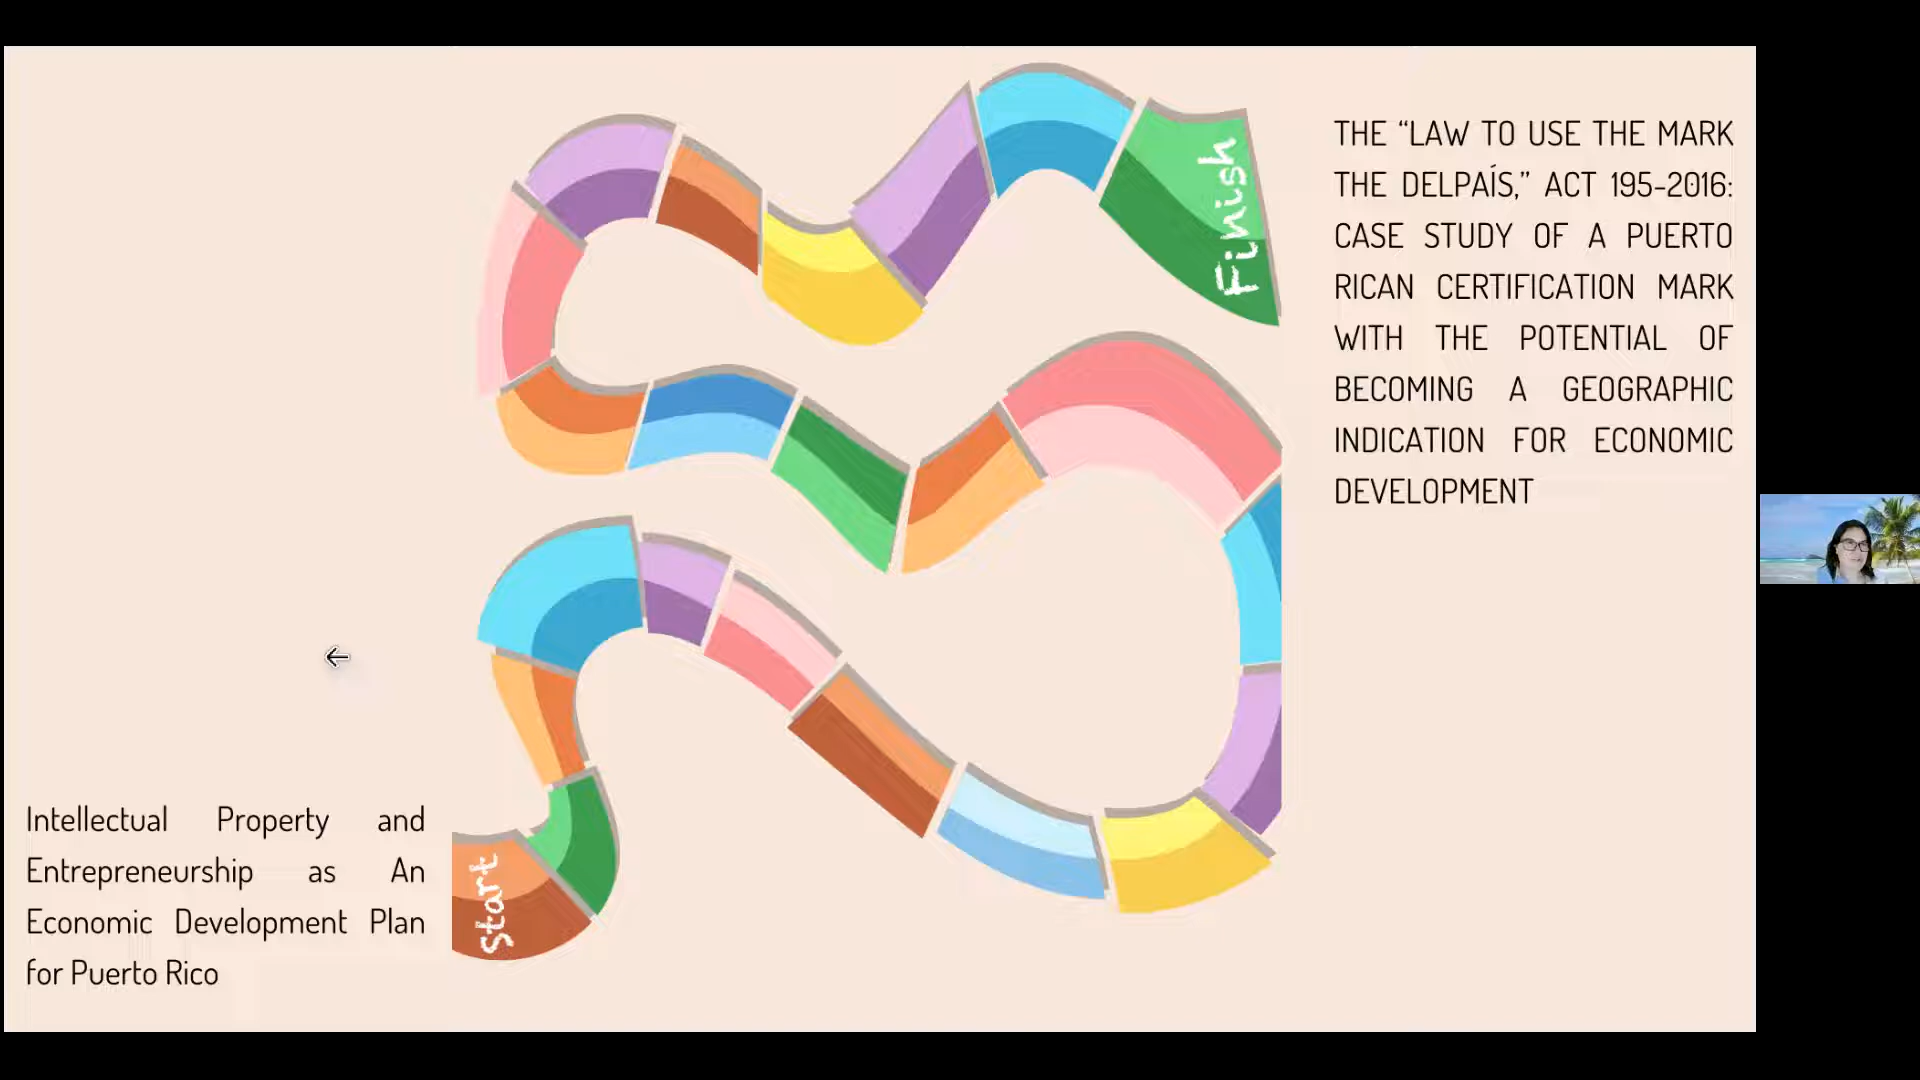 THE “LAW TO USE THE MARK
THE DELPAÍS,” ACT 195-2016:
CASE STUDY OF A PUERTO
RICAN CERTIFICATION MARK
WITH THE POTENTIAL OF
BECOMING A GEOGRAPHIC
INDICATION FOR ECONOMIC
DEVELOPMENT
Finish
Start
Intellectual Property and
Entrepreneurship as An
Economic Development Plan
for Puerto Rico